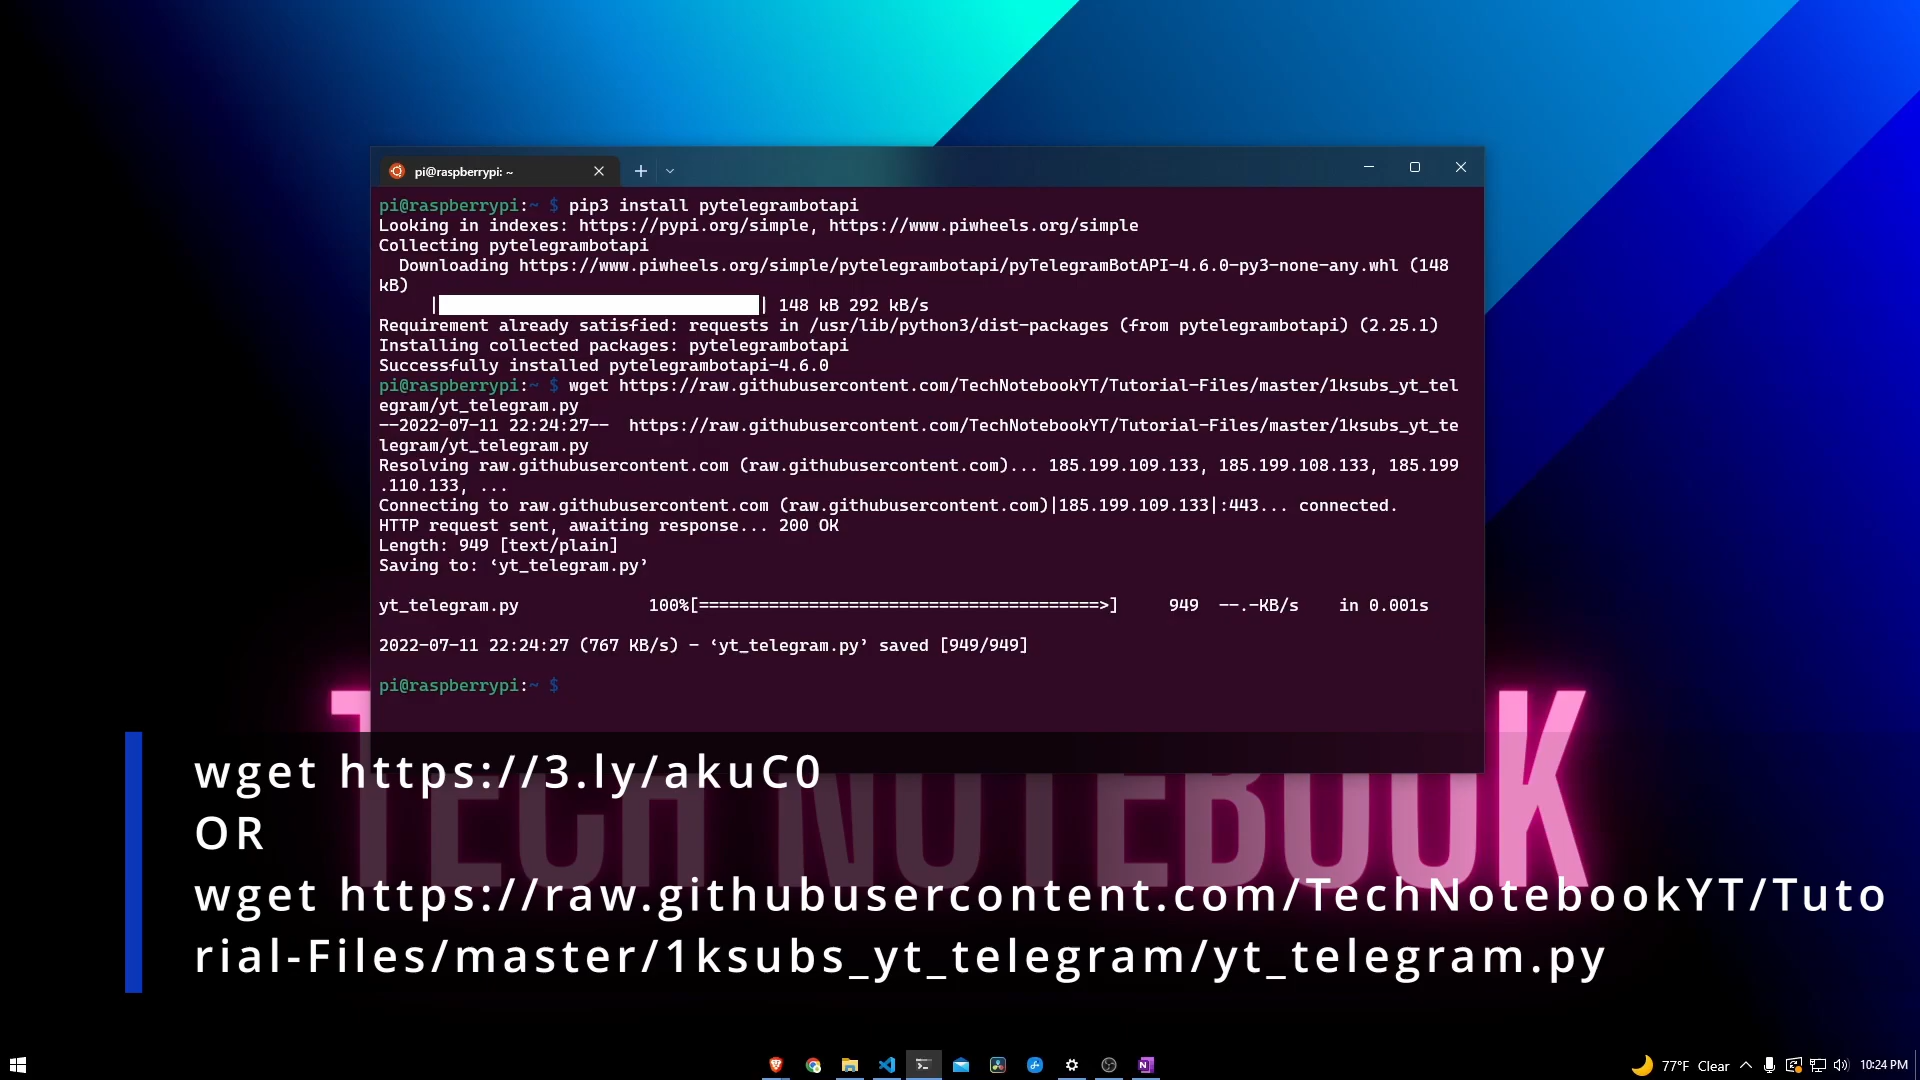 pi@raspberrypi: ~
pi@raspberrypi:~ $ pip3 install pytelegrambotapi
Looking in indexes: https://pypi.org/simple, https://www.piwheels.org/simple
Collecting pytelegrambotapi
  Downloading https://www.piwheels.org/simple/pytelegrambotapi/pyTelegramBotAPI-4.6.0-py3-none-any.whl (148
kB)
| | 148 kB 292 kB/s
Requirement already satisfied: requests in /usr/lib/python3/dist-packages (from pytelegrambotapi) (2.25.1)
Installing collected packages: pytelegrambotapi
Successfully installed pytelegrambotapi-4.6.0
pi@raspberrypi:~ $ wget https://raw.githubusercontent.com/TechNotebookYT/Tutorial-Files/master/1ksubs_yt_tel
egram/yt_telegram.py
--2022-07-11 22:24:27--  https://raw.githubusercontent.com/TechNotebookYT/Tutorial-Files/master/1ksubs_yt_te
legram/yt_telegram.py
Resolving raw.githubusercontent.com (raw.githubusercontent.com)... 185.199.109.133, 185.199.108.133, 185.199
.110.133, ...
Connecting to raw.githubusercontent.com (raw.githubusercontent.com)|185.199.109.133|:443... connected.
HTTP request sent, awaiting response... 200 OK
Length: 949 [text/plain]
Saving to: ‘yt_telegram.py’
yt_telegram.py 100%[========================================>] 949 --.-KB/s in 0.001s
2022-07-11 22:24:27 (767 KB/s) - ‘yt_telegram.py’ saved [949/949]
pi@raspberrypi:~ $
TECH NOTEBOOK
wget https://3.ly/akuC0
OR
wget https://raw.githubusercontent.com/TechNotebookYT/Tuto
rial-Files/master/1ksubs_yt_telegram/yt_telegram.py
77°F Clear 10:24 PM